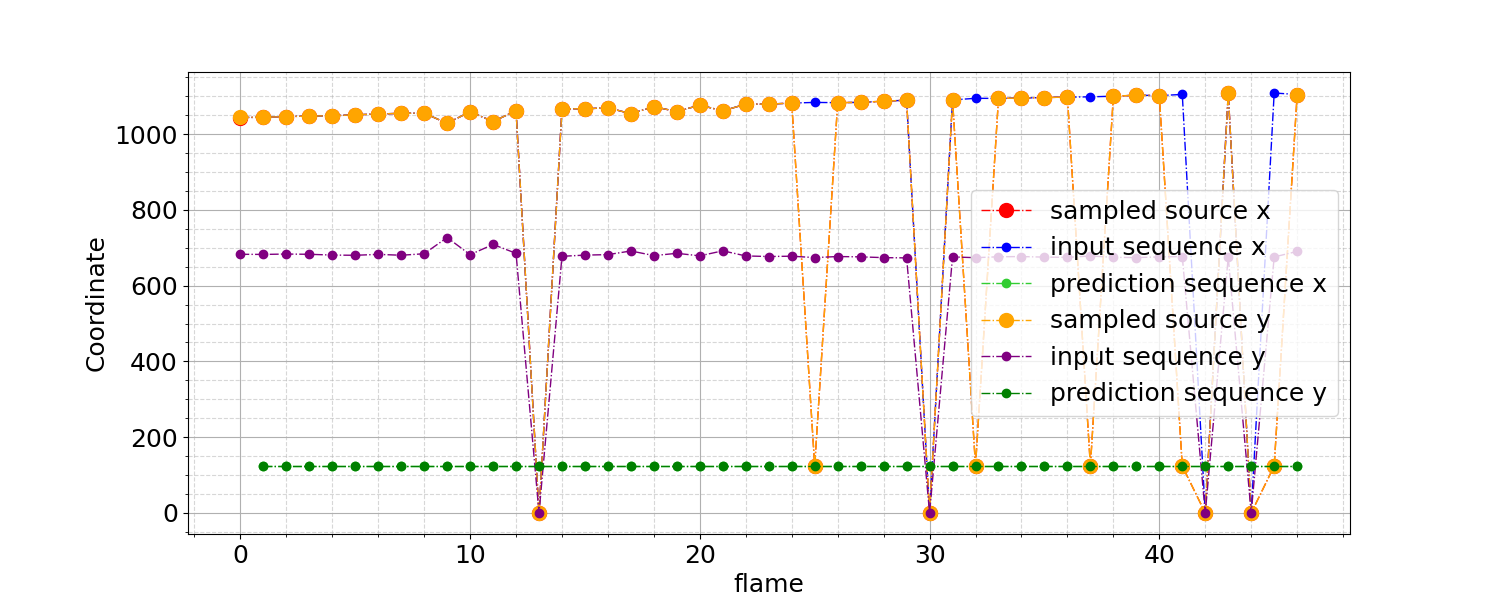 1000
800
600
400
200
0
Coordinate
sampled source x
input sequence x
prediction sequence x
sampled source y
input sequence y
prediction sequence y
0 10 20 30 40
flame